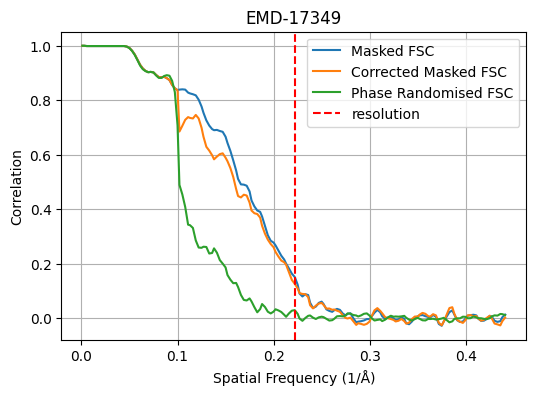 EMD-17349
Masked FSC
Corrected Masked FSC
Phase Randomised FSC
resolution
Correlation
1.0
0.8
0.6
0.4
0.2
0.0
0.0 0.1 0.2 0.3 0.4
Spatial Frequency (1/Å)